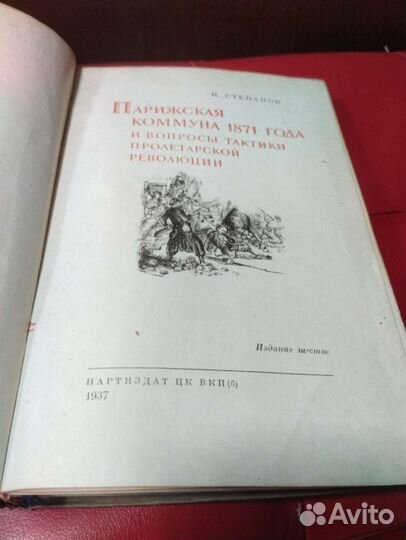 И. СТЕПАНОВ
ПАРИЖСКАЯ
КОММУНА 1871 ГОДА
И ВОПРОСЫ ТАКТИКИ
ПРОЛЕТАРСКОЙ
РЕВОЛЮЦИИ
Издание шестое
ПАРТИЗДАТ ЦК ВКП(б)
1937
Avito